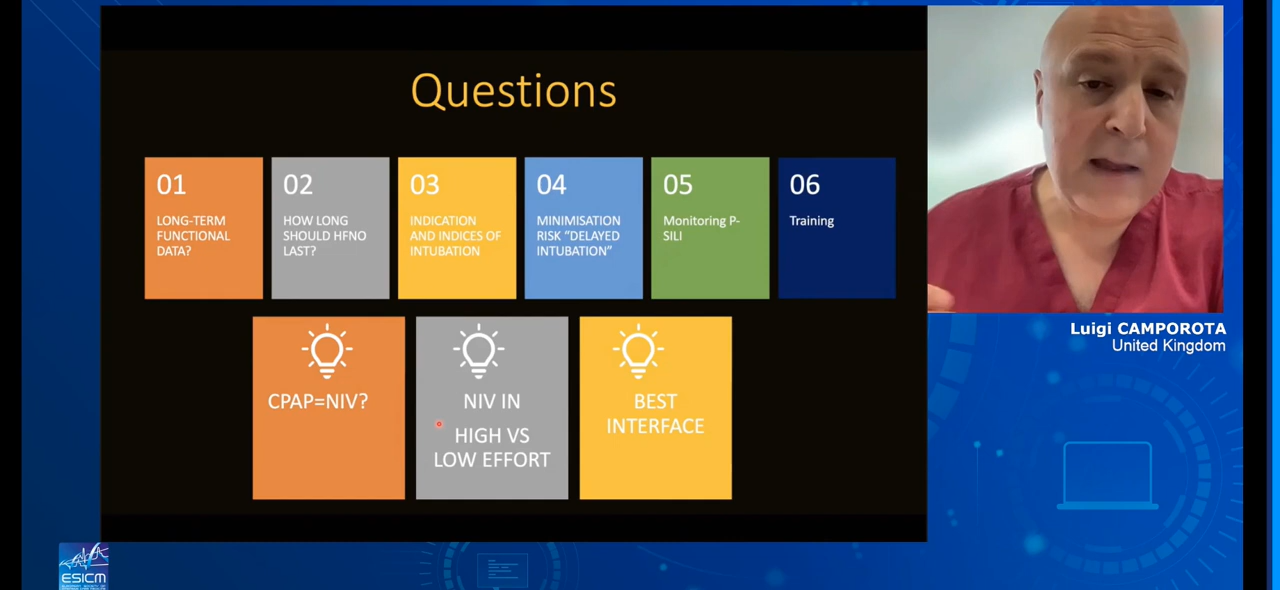 Questions
01
LONG-TERM
FUNCTIONAL
DATA?
02
HOW LONG
SHOULD HFNO
LAST?
03
INDICATION
AND INDICES OF
INTUBATION
04
MINIMISATION
RISK “DELAYED
INTUBATION”
05
Monitoring P-
SILI
06
Training
CPAP=NIV?
NIV IN
HIGH VS
LOW EFFORT
BEST
INTERFACE
Luigi CAMPOROTA
United Kingdom
ESICM